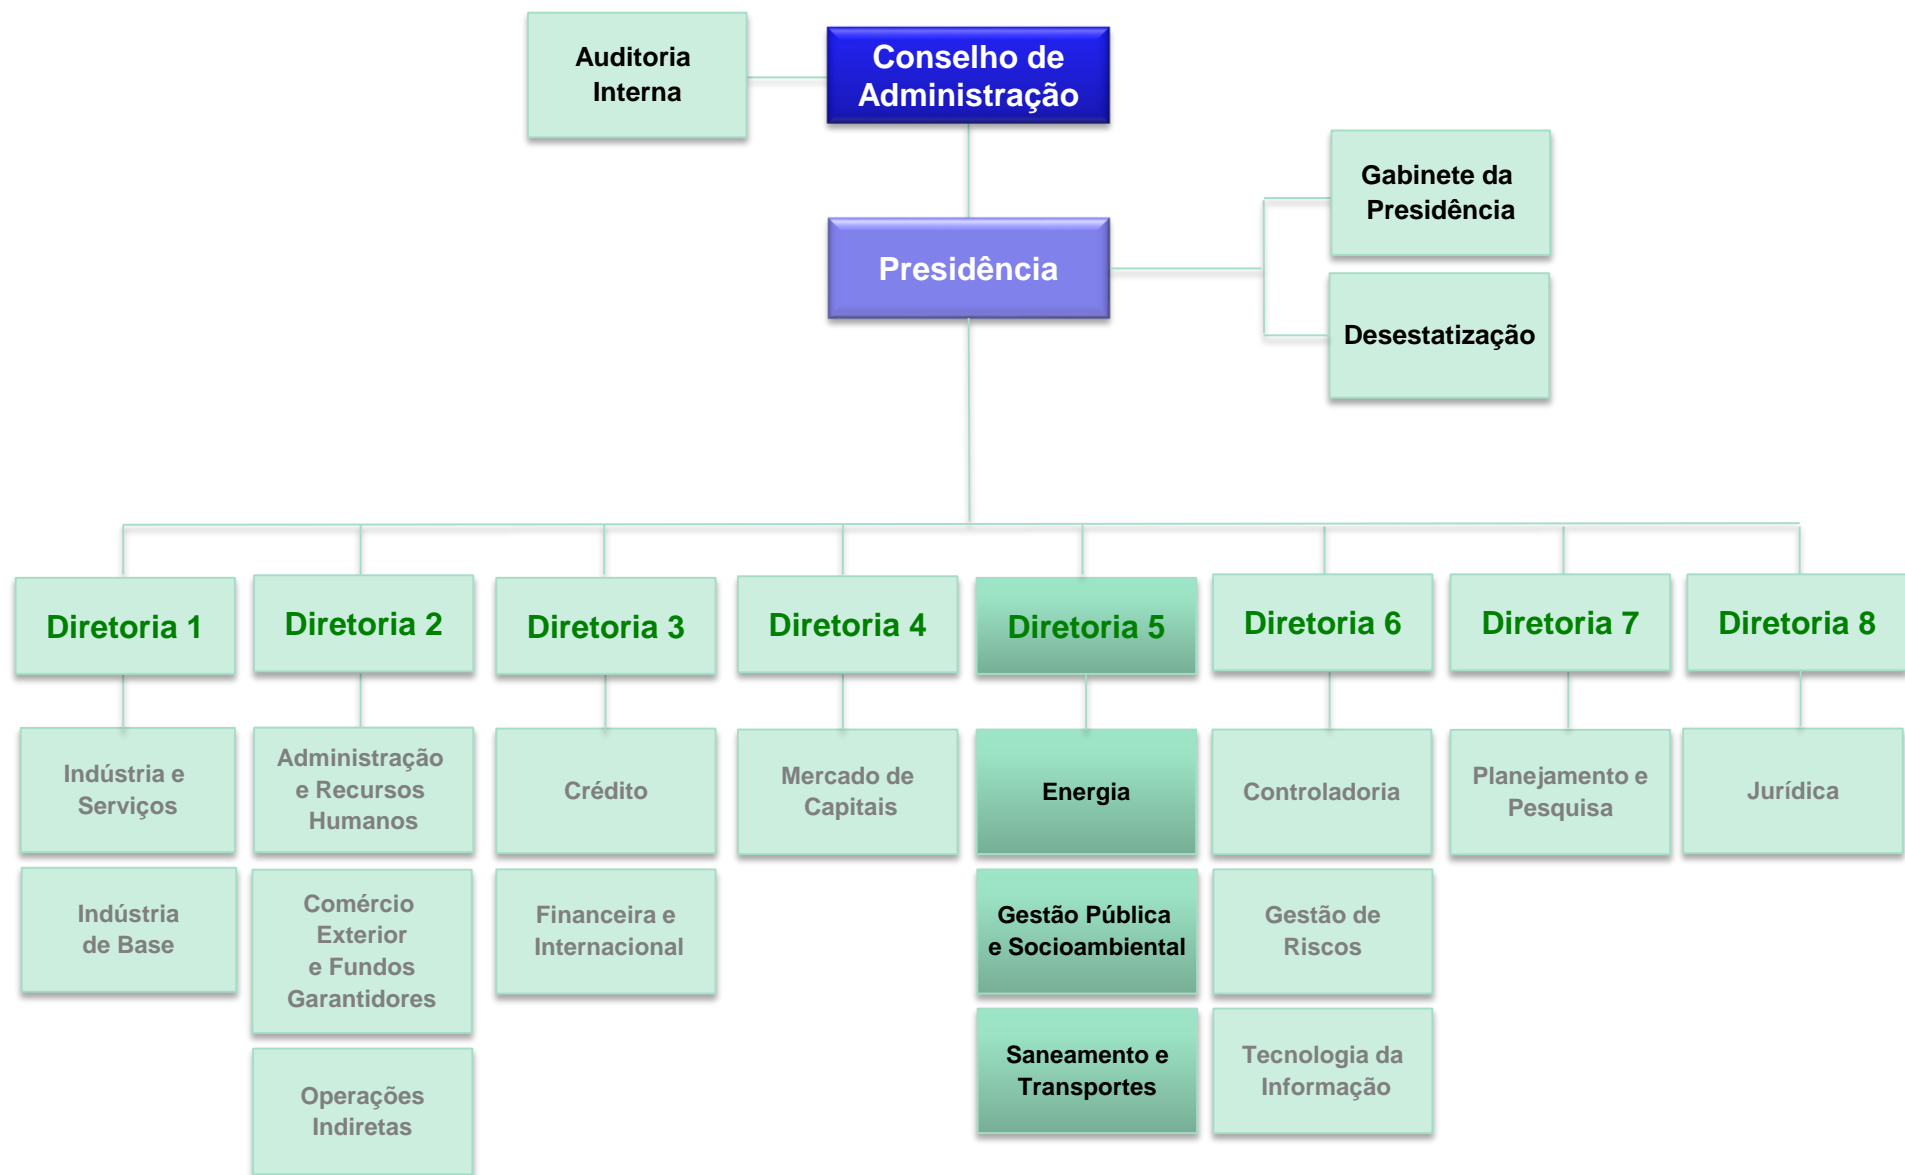 Auditoria
Interna
Conselho de
Administração
Gabinete da
Presidência
Presidência
Desestatização
Diretoria 1
Diretoria 2
Diretoria 3
Diretoria 4
Diretoria 5
Diretoria 6
Diretoria 7
Diretoria 8
Indústria e
Serviços
Administração
e Recursos
Humanos
Crédito
Mercado de
Capitais
Energia
Controladoria
Planejamento e
Pesquisa
Jurídica
Indústria
de Base
Comércio
Exterior
e Fundos
Garantidores
Financeira e
Internacional
Gestão Pública
e Socioambiental
Gestão de
Riscos
Operações
Indiretas
Saneamento e
Transportes
Tecnologia da
Informação